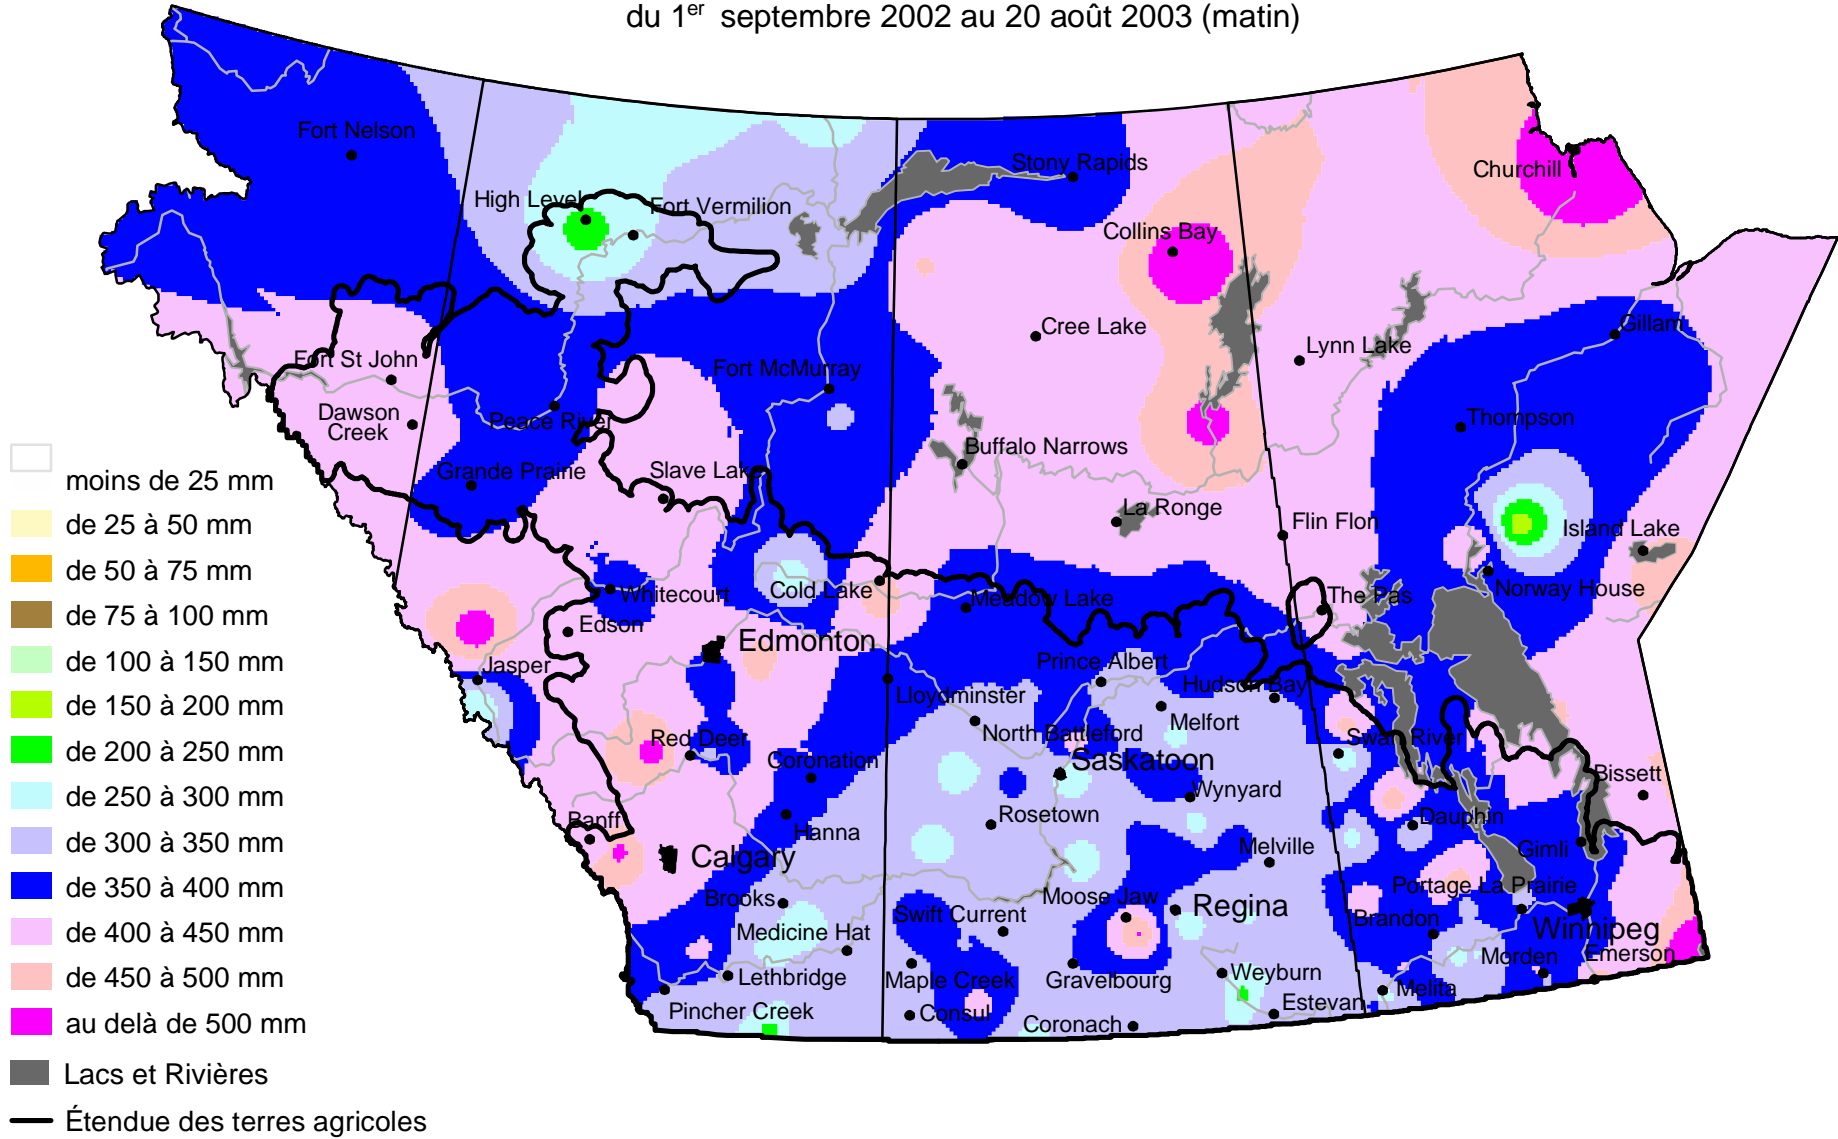 du 1er septembre 2002 au 20 août 2003 (matin)
Fort Nelson
Stony Rapids
Churchill
High Level
Fort Vermilion
Collins Bay
Cree Lake
Gillam
Lynn Lake
Fort St John
Fort McMurray
Dawson
Creek
Peace River
Thompson
Buffalo Narrows
Grande Prairie
Slave Lake
La Ronge
Flin Flon
Island Lake
Whitecourt
Cold Lake
Meadow Lake
The Pas
Norway House
Edson
Edmonton
Jasper
Prince Albert
Hudson Bay
Lloydminster
Melfort
North Battleford
Red Deer
Swan River
Coronation
Saskatoon
Bissett
Wynyard
Rosetown
Dauphin
Banff
Hanna
Calgary
Melville
Gimli
Portage La Prairie
Brooks
Moose Jaw
Swift Current
Regina
Brandon
Winnipeg
Medicine Hat
Morden
Emerson
Lethbridge
Maple Creek
Gravelbourg
Weyburn
Melita
Pincher Creek
Consul
Coronach
Estevan
moins de 25 mm
de 25 à 50 mm
de 50 à 75 mm
de 75 à 100 mm
de 100 à 150 mm
de 150 à 200 mm
de 200 à 250 mm
de 250 à 300 mm
de 300 à 350 mm
de 350 à 400 mm
de 400 à 450 mm
de 450 à 500 mm
au delà de 500 mm
Lacs et Rivières
Étendue des terres agricoles